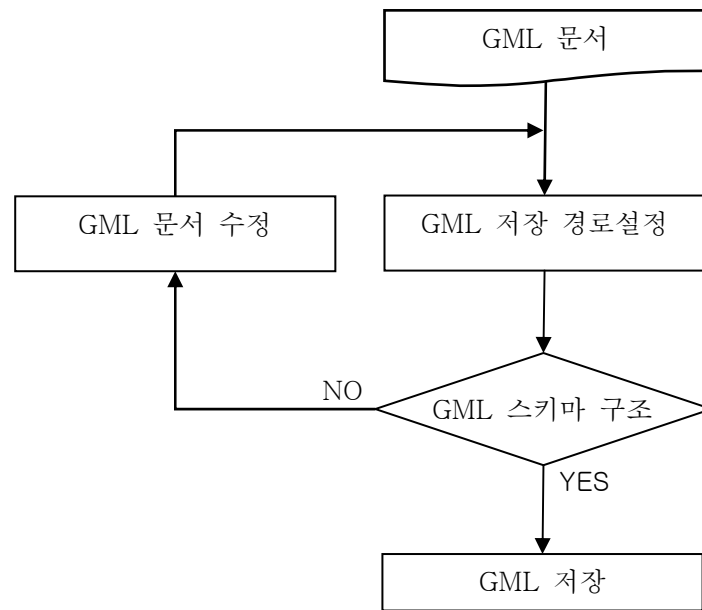 GML 문서
GML 문서 수정
GML 저장 경로설정
NO
GML 스키마 구조
YES
GML 저장